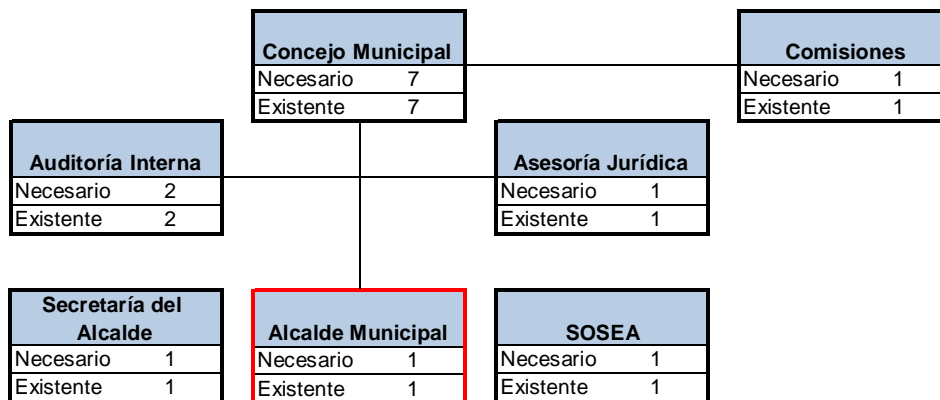 Concejo Municipal
Necesario 7
Existente 7
Comisiones
Necesario 1
Existente 1
Auditoría Interna
Necesario 2
Existente 2
Asesoría Jurídica
Necesario 1
Existente 1
Secretaría del
Alcalde
Necesario 1
Existente 1
Alcalde Municipal
Necesario 1
Existente 1
SOSEA
Necesario 1
Existente 1